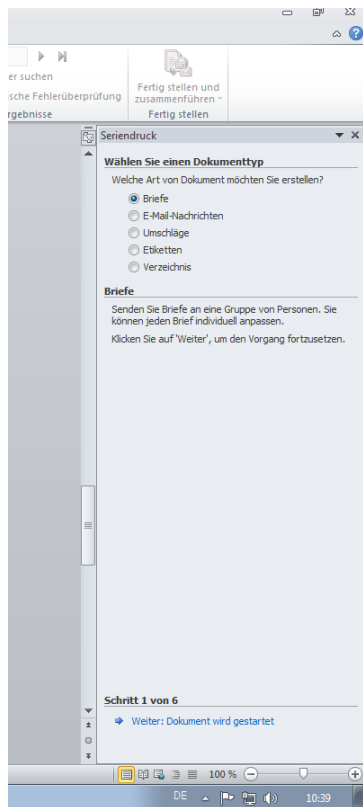 er suchen
ische Fehlerüberprüfung
rgebnisse
Fertig stellen und
zusammenführen
Fertig stellen
Seriendruck
Wählen Sie einen Dokumenttyp
Welche Art von Dokument möchten Sie erstellen?
Briefe
E-Mail-Nachrichten
Umschläge
Etiketten
Verzeichnis
Briefe
Senden Sie Briefe an eine Gruppe von Personen. Sie
können jeden Brief individuell anpassen.
Klicken Sie auf 'Weiter', um den Vorgang fortzusetzen.
Schritt 1 von 6
Weiter: Dokument wird gestartet
100 %
DE
10:39